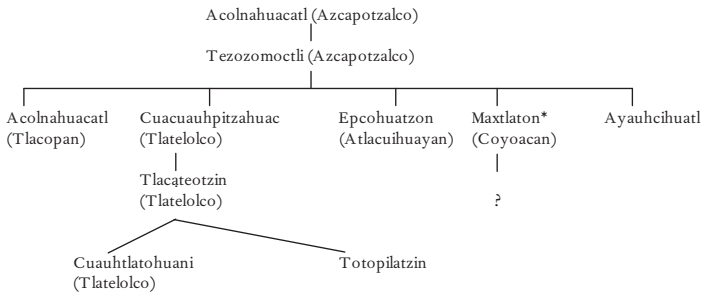 Acolnahuacatl (Azcapotzalco)
Tezozomoctli (Azcapotzalco)
Acolnahuacatl
(Tlacopan)
Cuacuauhpitzahuac
(Tlatelolco)
Epcohuatzon
(Atlacuihuayan)
Maxtlaton*
(Coyoacan)
Ayauhcihuatl
Tlacateotzin
(Tlatelolco)
?
Cuauhtlatohuani
(Tlatelolco)
Totopilatzin